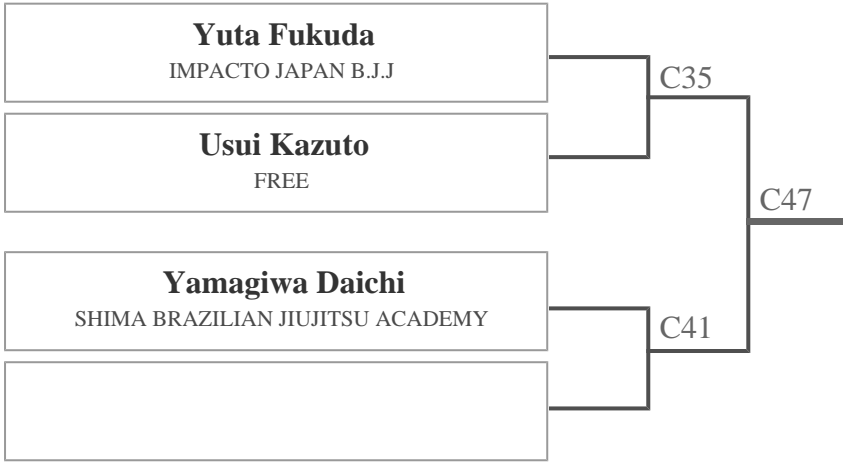 Yuta Fukuda
IMPACTO JAPAN B.J.J
C35
Usui Kazuto
FREE
C47
Yamagiwa Daichi
SHIMA BRAZILIAN JIUJITSU ACADEMY
C41